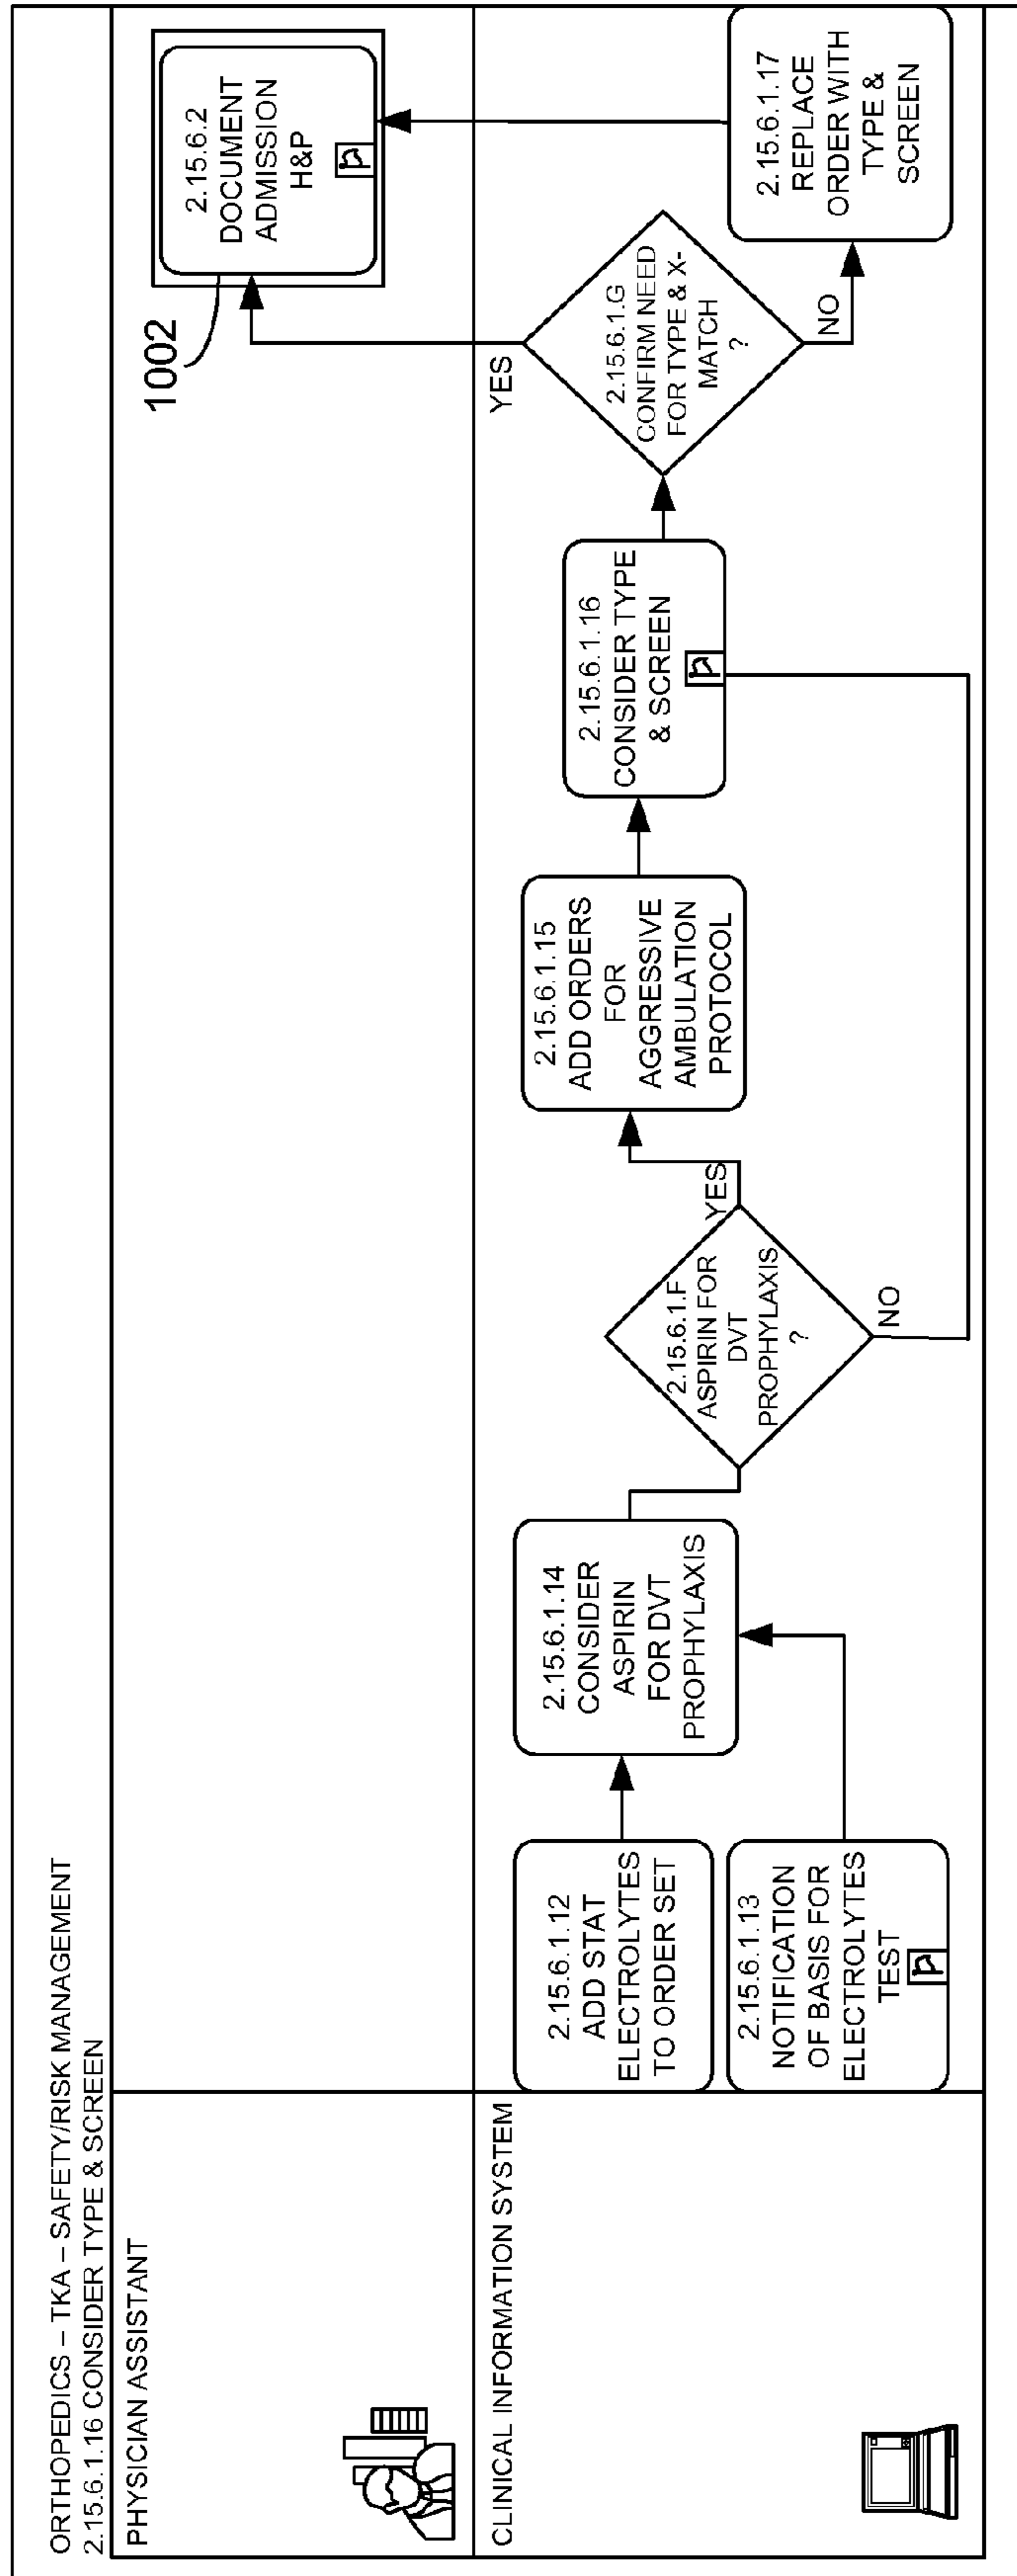 ORTHOPEDICS – TKA – SAFETY/RISK MANAGEMENT
2.15.6.1.16 CONSIDER TYPE & SCREEN
PHYSICIAN ASSISTANT
1002
2.15.6.2
DOCUMENT
ADMISSION
H&P
CLINICAL INFORMATION SYSTEM
2.15.6.1.12
ADD STAT
ELECTROLYTES
TO ORDER SET
2.15.6.1.13
NOTIFICATION
OF BASIS FOR
ELECTROLYTES
TEST
2.15.6.1.14
CONSIDER
ASPIRIN
FOR DVT
PROPHYLAXIS
2.15.6.1.F
ASPIRIN FOR
DVT
PROPHYLAXIS
?
YES
NO
2.15.6.1.15
ADD ORDERS
FOR
AGGRESSIVE
AMBULATION
PROTOCOL
2.15.6.1.16
CONSIDER TYPE
& SCREEN
2.15.6.1.G
CONFIRM NEED
FOR TYPE & X-
MATCH
?
YES
NO
2.15.6.1.17
REPLACE
ORDER WITH
TYPE &
SCREEN